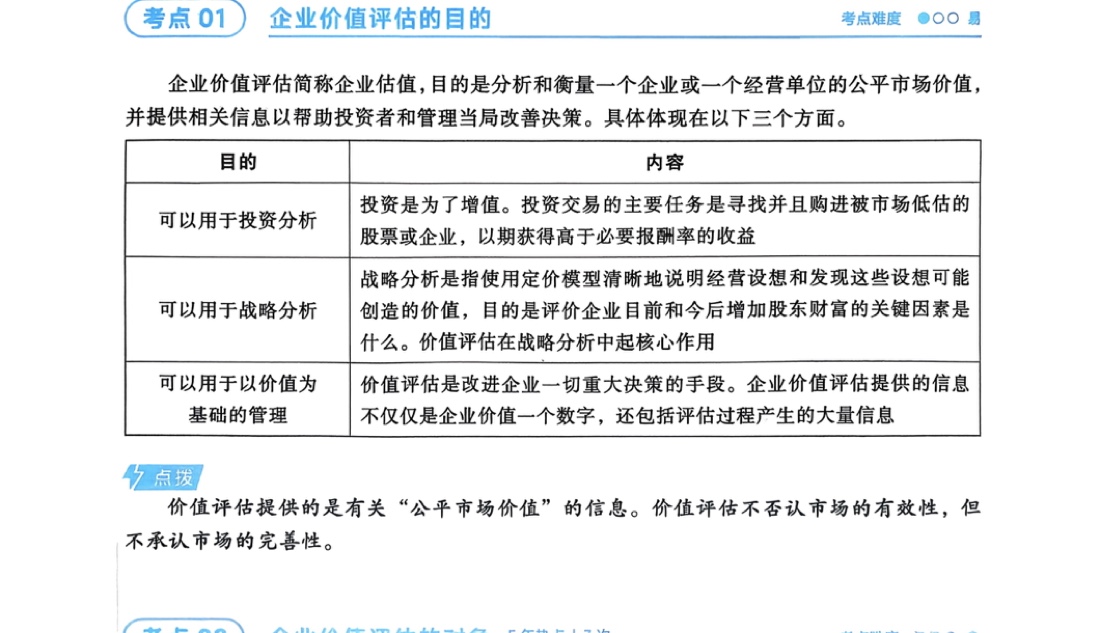 考点 01 企业价值评估的目的 考点难度 易
企业价值评估简称企业估值，目的是分析和衡量一个企业或一个经营单位的公平市场价值，
并提供相关信息以帮助投资者和管理当局改善决策。具体体现在以下三个方面。
目的 内容
可以用于投资分析
投资是为了增值。投资交易的主要任务是寻找并且购进被市场低估的
股票或企业，以期获得高于必要报酬率的收益
可以用于战略分析
战略分析是指使用定价模型清晰地说明经营设想和发现这些设想可能
创造的价值，目的是评价企业目前和今后增加股东财富的关键因素是
什么。价值评估在战略分析中起核心作用
可以用于以价值为
基础的管理
价值评估是改进企业一切重大决策的手段。企业价值评估提供的信息
不仅仅是企业价值一个数字，还包括评估过程产生的大量信息
点拨
价值评估提供的是有关“公平市场价值”的信息。价值评估不否认市场的有效性，但
不承认市场的完善性。
企业价值评估的对象